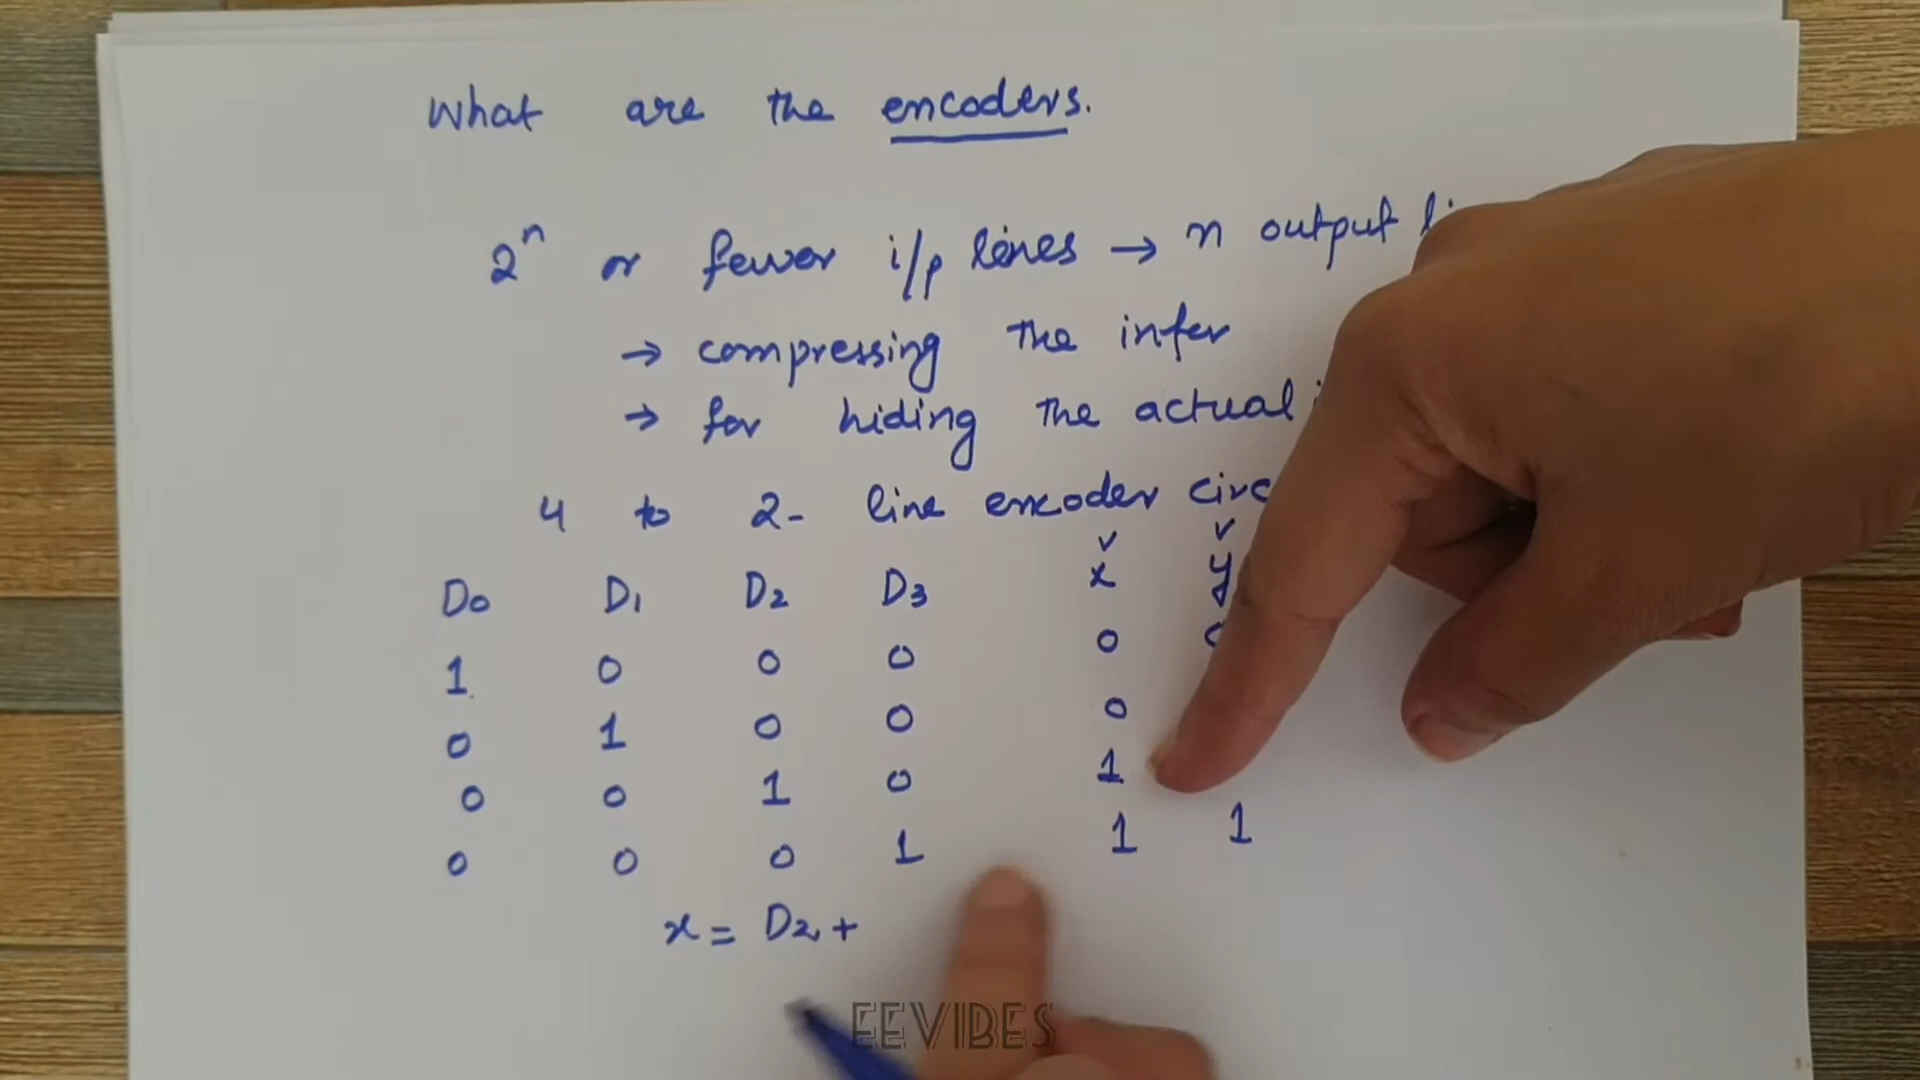 What are the encoders.
2ⁿ or fewer i/p lines → n output
→ compressing the infer
→ for hiding the actual
4 to 2- line encoder circ
D0 D1 D2 D3 x y
1 0 0 0 0
0 1 0 0 0
0 0 1 0 1
0 0 0 1 1 1
x = D2 +
EEVIBES